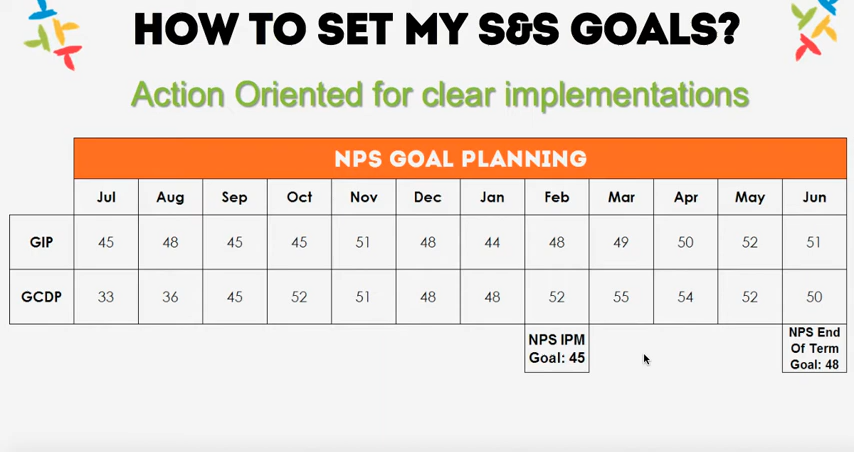 HOW TO SET MY S&S GOALS?
Action Oriented for clear implementations
NPS GOAL PLANNING
Jul Aug Sep Oct Nov Dec Jan Feb Mar Apr May Jun
GIP 45 48 45 45 51 48 44 48 49 50 52 51
GCDP 33 36 45 52 51 48 48 52 55 54 52 50
NPS IPM
Goal: 45
NPS End
Of Term
Goal: 48